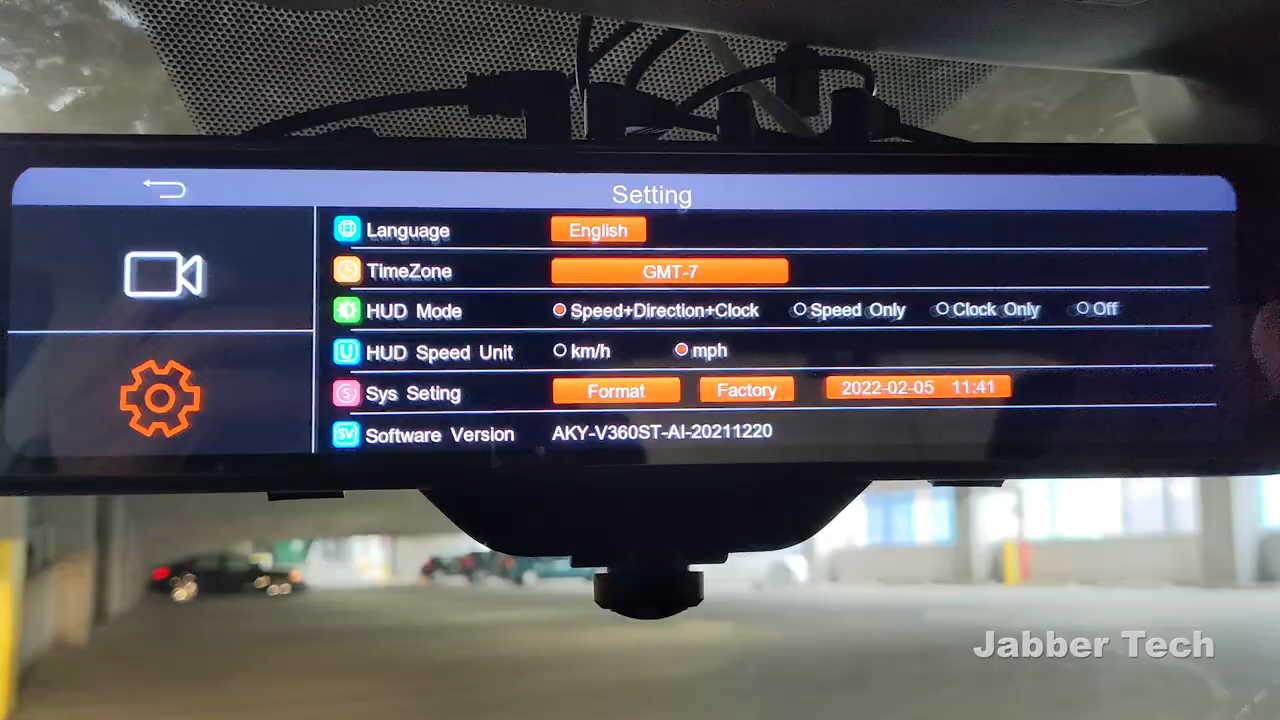 Setting
Language English
TimeZone GMT-7
HUD Mode Speed+Direction+Clock Speed Only Clock Only Off
HUD Speed Unit km/h mph
S Sys Seting Format Factory 2022-02-05 11:41
SV Software Version AKY-V360ST-AI-20211220
Jabber Tech